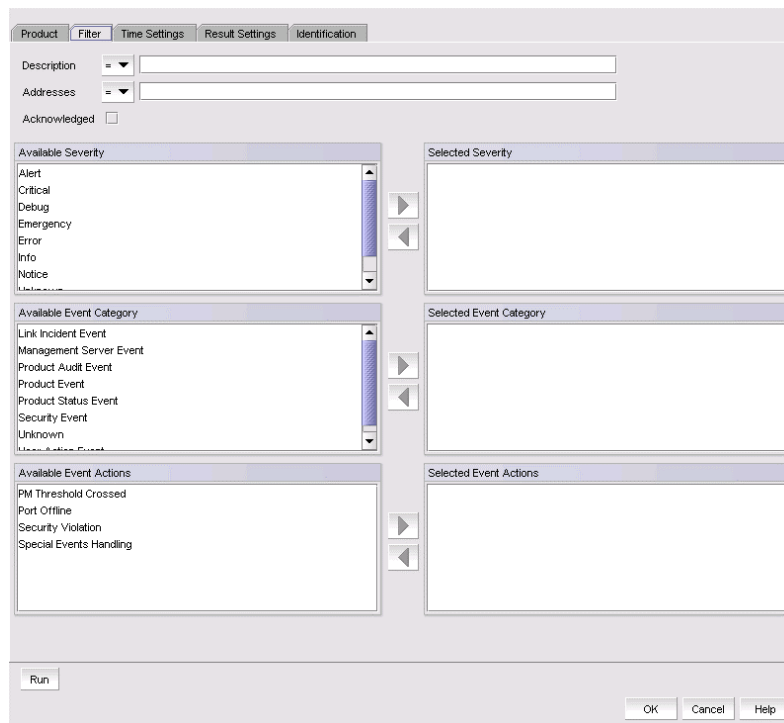 Product Filter Time Settings Result Settings Identification
Description =
Addresses =
Acknowledged
Available Severity
Alert
Critical
Debug
Emergency
Error
Info
Notice
Selected Severity
Available Event Category
Link Incident Event
Management Server Event
Product Audit Event
Product Event
Product Status Event
Security Event
Unknown
Selected Event Category
Available Event Actions
PM Threshold Crossed
Port Offline
Security Violation
Special Events Handling
Selected Event Actions
Run
OK Cancel Help